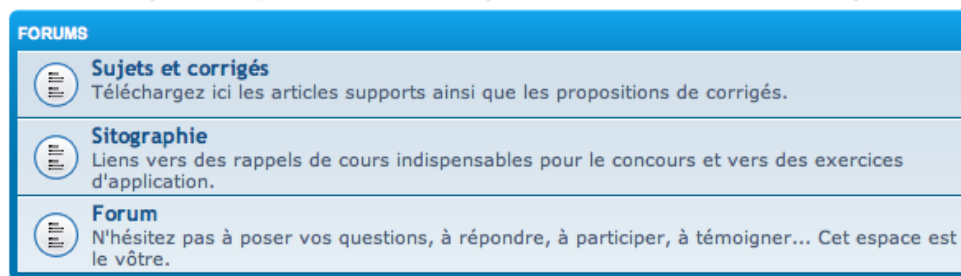 FORUMS
Sujets et corrigés
Téléchargez ici les articles supports ainsi que les propositions de corrigés.
Sitographie
Liens vers des rappels de cours indispensables pour le concours et vers des exercices
d'application.
Forum
N'hésitez pas à poser vos questions, à répondre, à participer, à témoigner... Cet espace est
le vôtre.